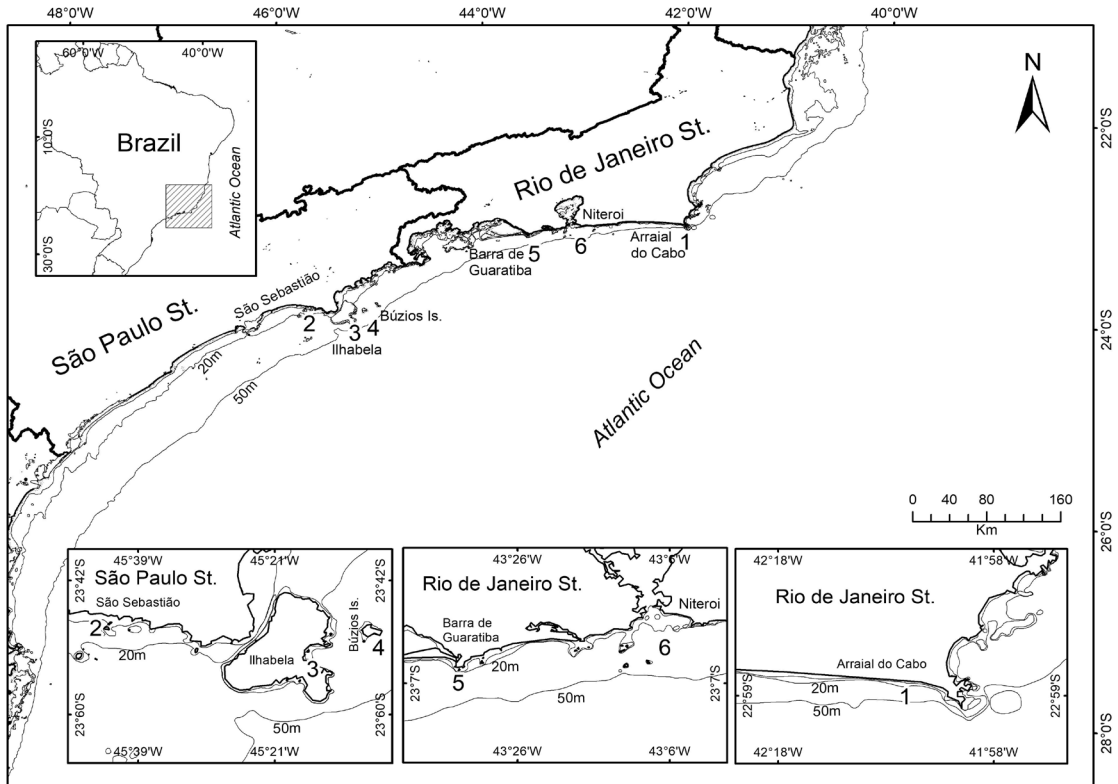 48°0'W 46°0'W 44°0'W 42°0'W 40°0'W
60°0'W 40°0'W
10°0'S
30°0'S
Brazil
Atlantic Ocean
N
22°0'S
24°0'S
26°0'S
28°0'S
Rio de Janeiro St.
Niteroi
Arraial
do Cabo
1
6
5
Barra de
Guaratiba
São Paulo St.
São Sebastião
2
3
4
Búzios Is.
Ilhabela
20m
50m
Atlantic Ocean
0 40 80 160
Km
45°39'W 45°21'W
23°42'S
23°42'S
São Paulo St.
São Sebastião
2
20m
Ilhabela
3
Búzios Is.
4
23°60'S
23°60'S
50m
45°39'W 45°21'W
43°26'W 43°6'W
Rio de Janeiro St.
Niteroi
Barra de
Guaratiba
20m
6
5
23°7'S
23°7'S
50m
43°26'W 43°6'W
42°18'W 41°58'W
Rio de Janeiro St.
Arraial do Cabo
20m
1
50m
22°59'S
22°59'S
42°18'W 41°58'W